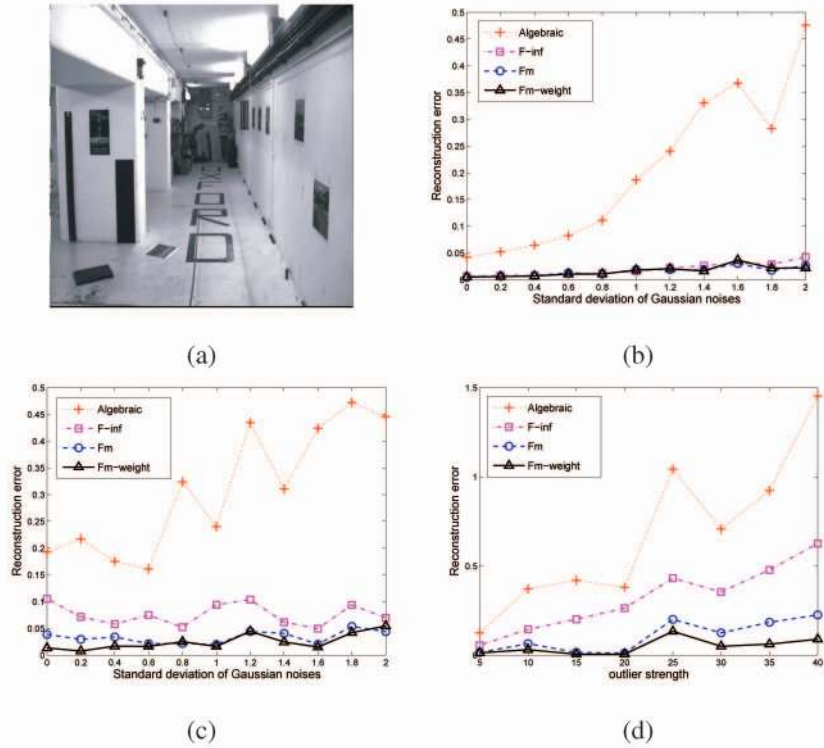 Algebraic
F-inf
Fm
Fm-weight
Reconstruction error
0.5
0.45
0.4
0.35
0.3
0.25
0.2
0.15
0.1
0.05
0
0 0.2 0.4 0.6 0.8 1 1.2 1.4 1.6 1.8 2
Standard deviation of Gaussian noises
(a)
(b)
Algebraic
F-inf
Fm
Fm-weight
Reconstruction error
0.5
0.45
0.4
0.35
0.3
0.25
0.2
0.15
0.1
0.05
0
0 0.2 0.4 0.6 0.8 1 1.2 1.4 1.6 1.8 2
Standard deviation of Gaussian noises
Algebraic
F-inf
Fm
Fm-weight
Reconstruction error
1.5
1
0.5
5 10 15 20 25 30 35 40
outlier strength
(c)
(d)